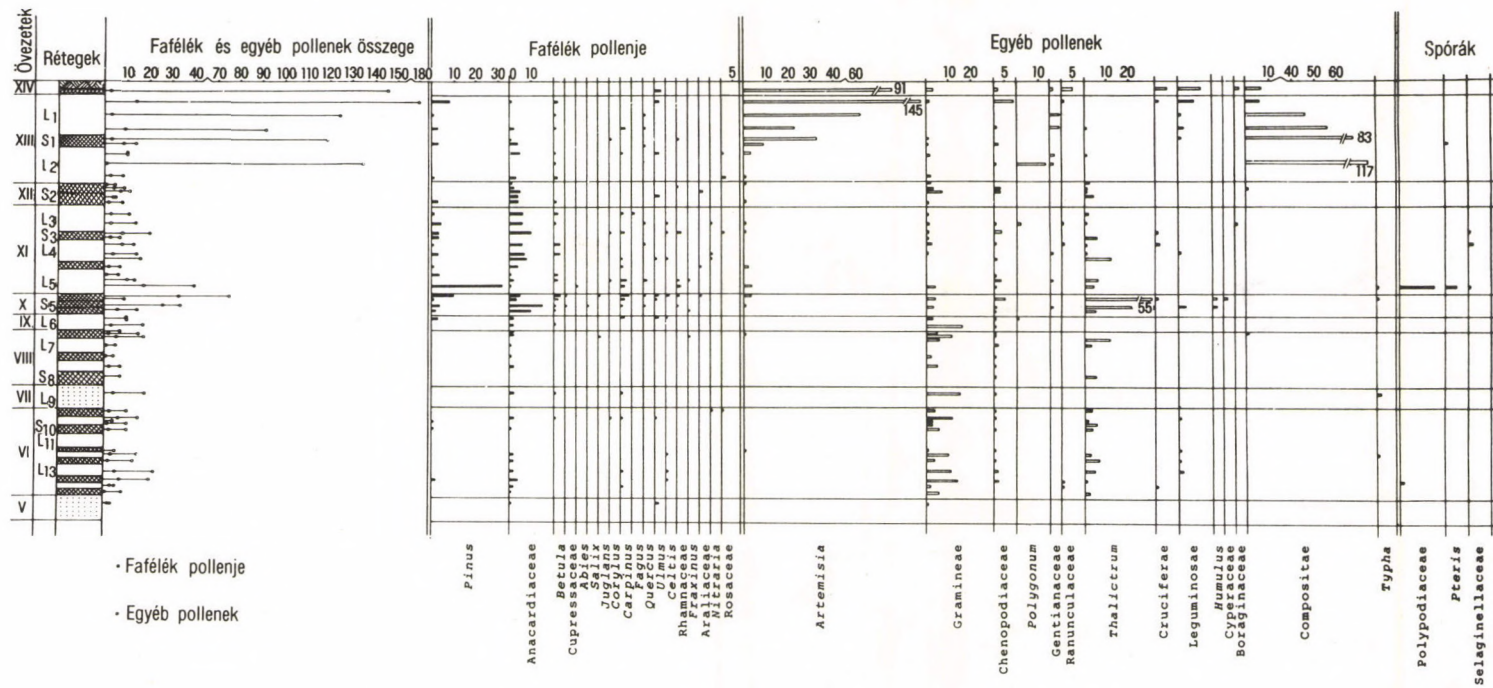 Övezetek
Rétegek
Fafélék és egyéb pollenek összege
Fafélék pollenje
Egyéb pollenek
Spórák
10 20 30 40 70 80 90 100 110 120 130 140 150 180
10 20 30 0 10 5
10 20 30 40 60
10 20
5
10
5
10 20
10 40 50 60
XIV
91
L1
145
XIII S1
83
L2
117
XII S2
L3
S3
XI L4
L5
X S5
55
IX L6
L7
VIII
S8
VII L9
S10
L11
VI
L13
V
Pinus
Anacardiaceae
Betula
Cupressaceae
Abies
Salix
Juglans
Corylus
Carpinus
Fagus
Quercus
Ulmus
Celtis
Rhamnaceae
Fraxinus
Araliaceae
Nitraria
Rosaceae
Artemisia
Gramineae
Chenopodiaceae
Polygonum
Gentianaceae
Ranunculaceae
Thalictrum
Cruciferae
Leguminosae
Humulus
Cyperaceae
Boraginaceae
Compositae
Typha
Polypodiaceae
Pteris
Selaginellaceae
· Fafélék pollenje
· Egyéb pollenek